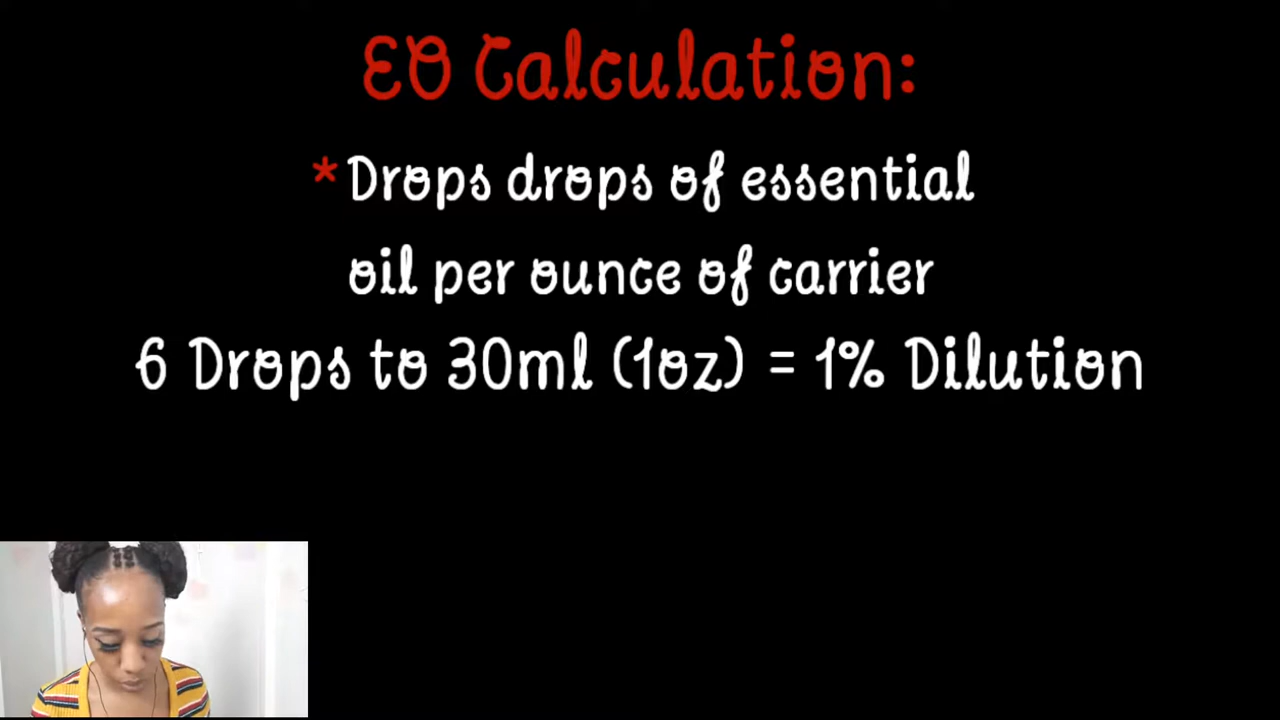 EO Calculation:
*Drops drops of essential
oil per ounce of carrier
6 Drops to 30ml (1oz) = 1% Dilution